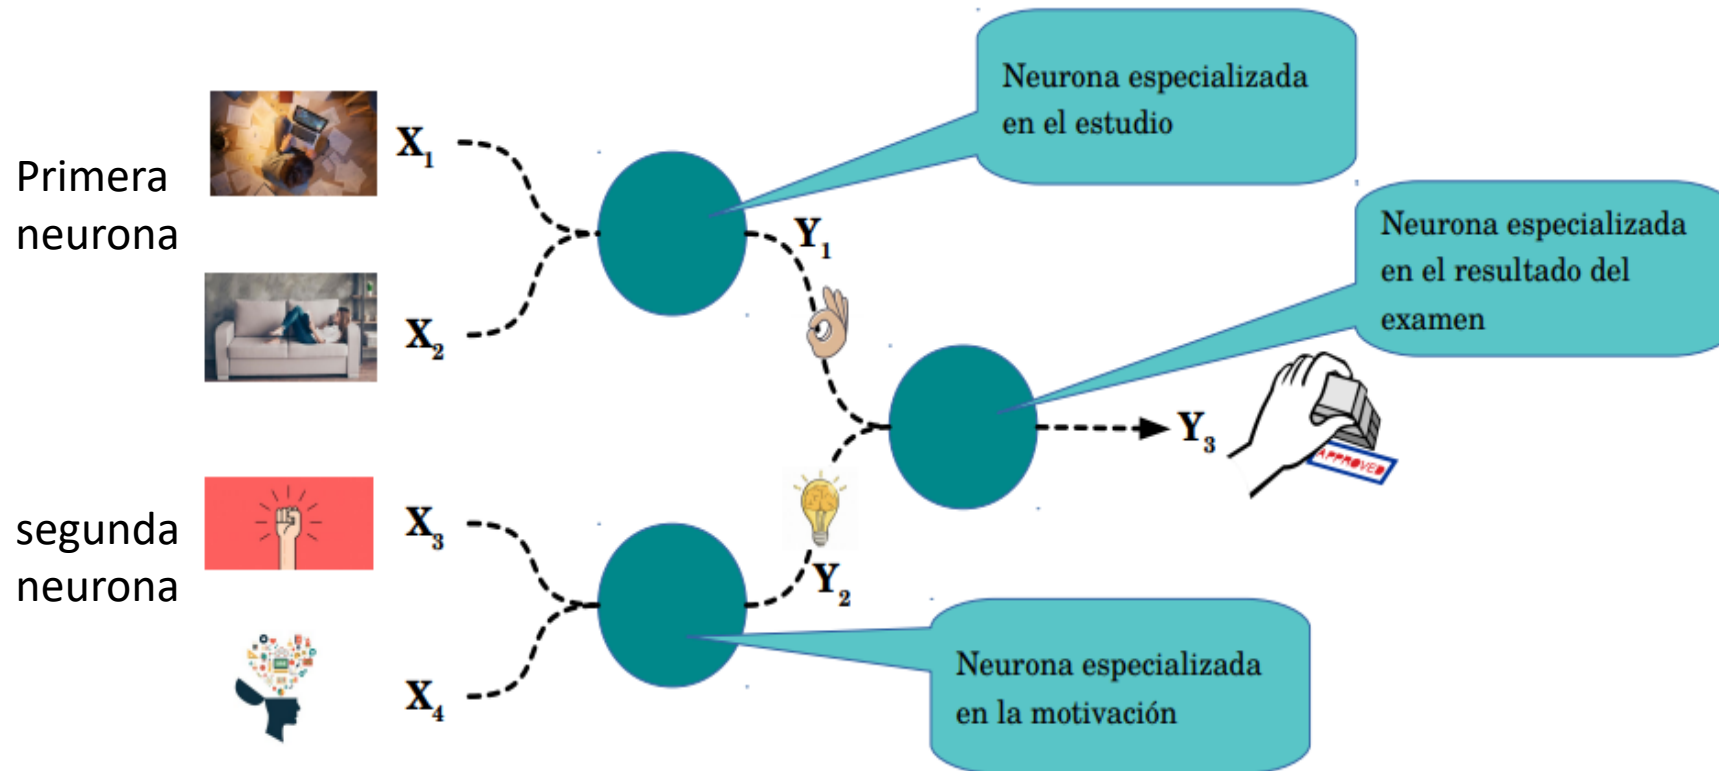 Neurona especializada
en el estudio
Primera
neurona
X1
X2
Y1
Neurona especializada
en el resultado del
examen
Y3
APPROVED
segunda
neurona
X3
X4
Y2
Neurona especializada
en la motivación